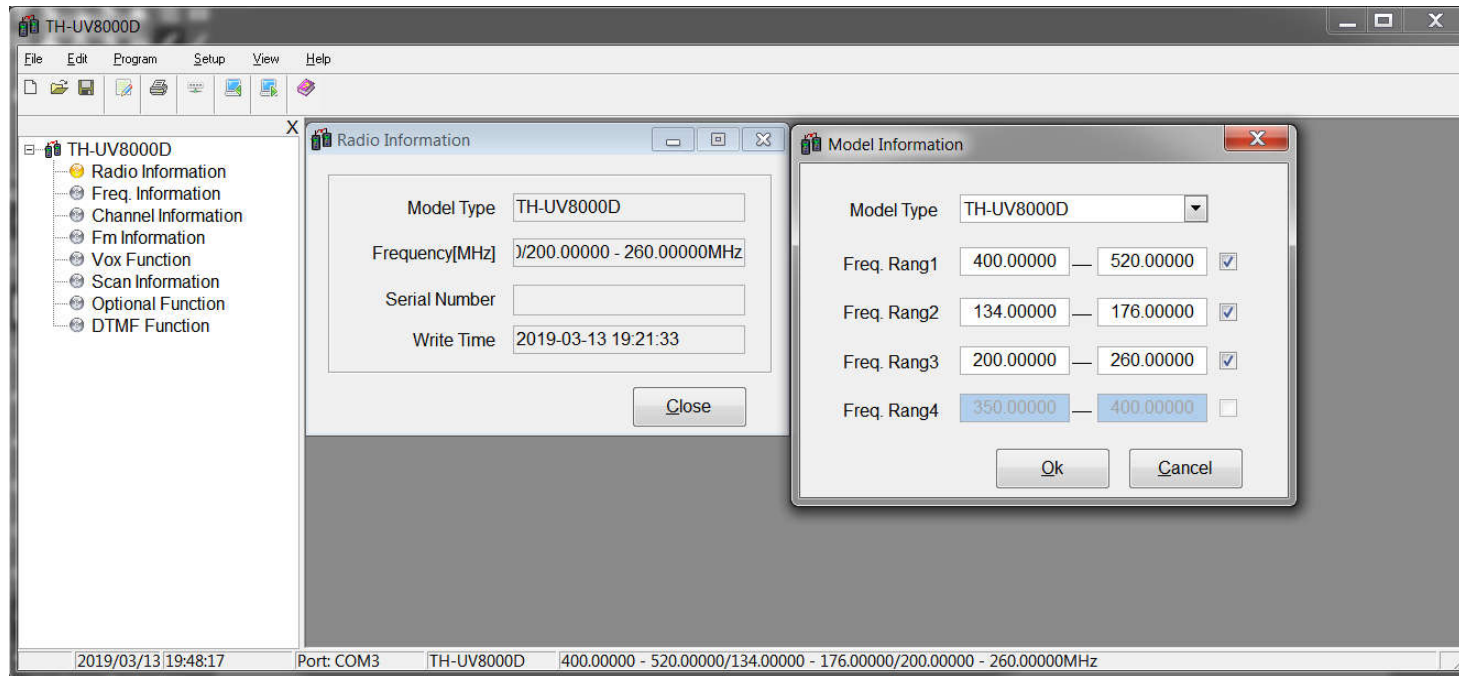 TH-UV8000D
File Edit Program Setup View Help
X
TH-UV8000D
Radio Information
Freq. Information
Channel Information
Fm Information
Vox Function
Scan Information
Optional Function
DTMF Function
Radio Information
Model Type TH-UV8000D
Frequency[MHz] )/200.00000 - 260.00000MHz
Serial Number
Write Time 2019-03-13 19:21:33
Close
Model Information
Model Type TH-UV8000D
Freq. Rang1 400.00000 — 520.00000
Freq. Rang2 134.00000 — 176.00000
Freq. Rang3 200.00000 — 260.00000
Freq. Rang4 350.00000 — 400.00000
Ok Cancel
2019/03/13 19:48:17 Port: COM3 TH-UV8000D 400.00000 - 520.00000/134.00000 - 176.00000/200.00000 - 260.00000MHz